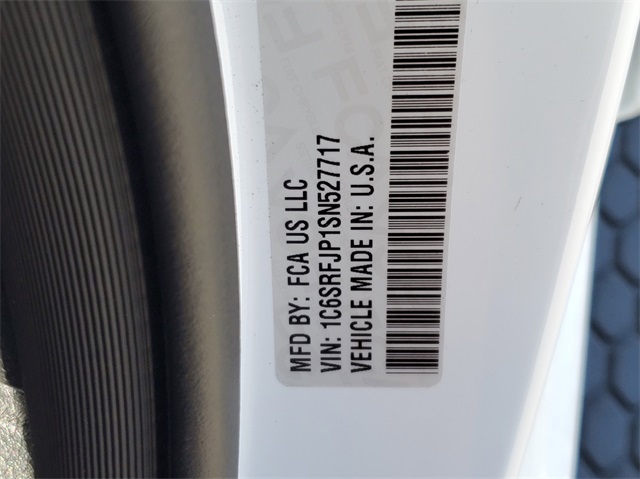 MFD BY: FCA US LLC
VIN: 1C6SRFJP1SN527717
VEHICLE MADE IN: U.S.A.